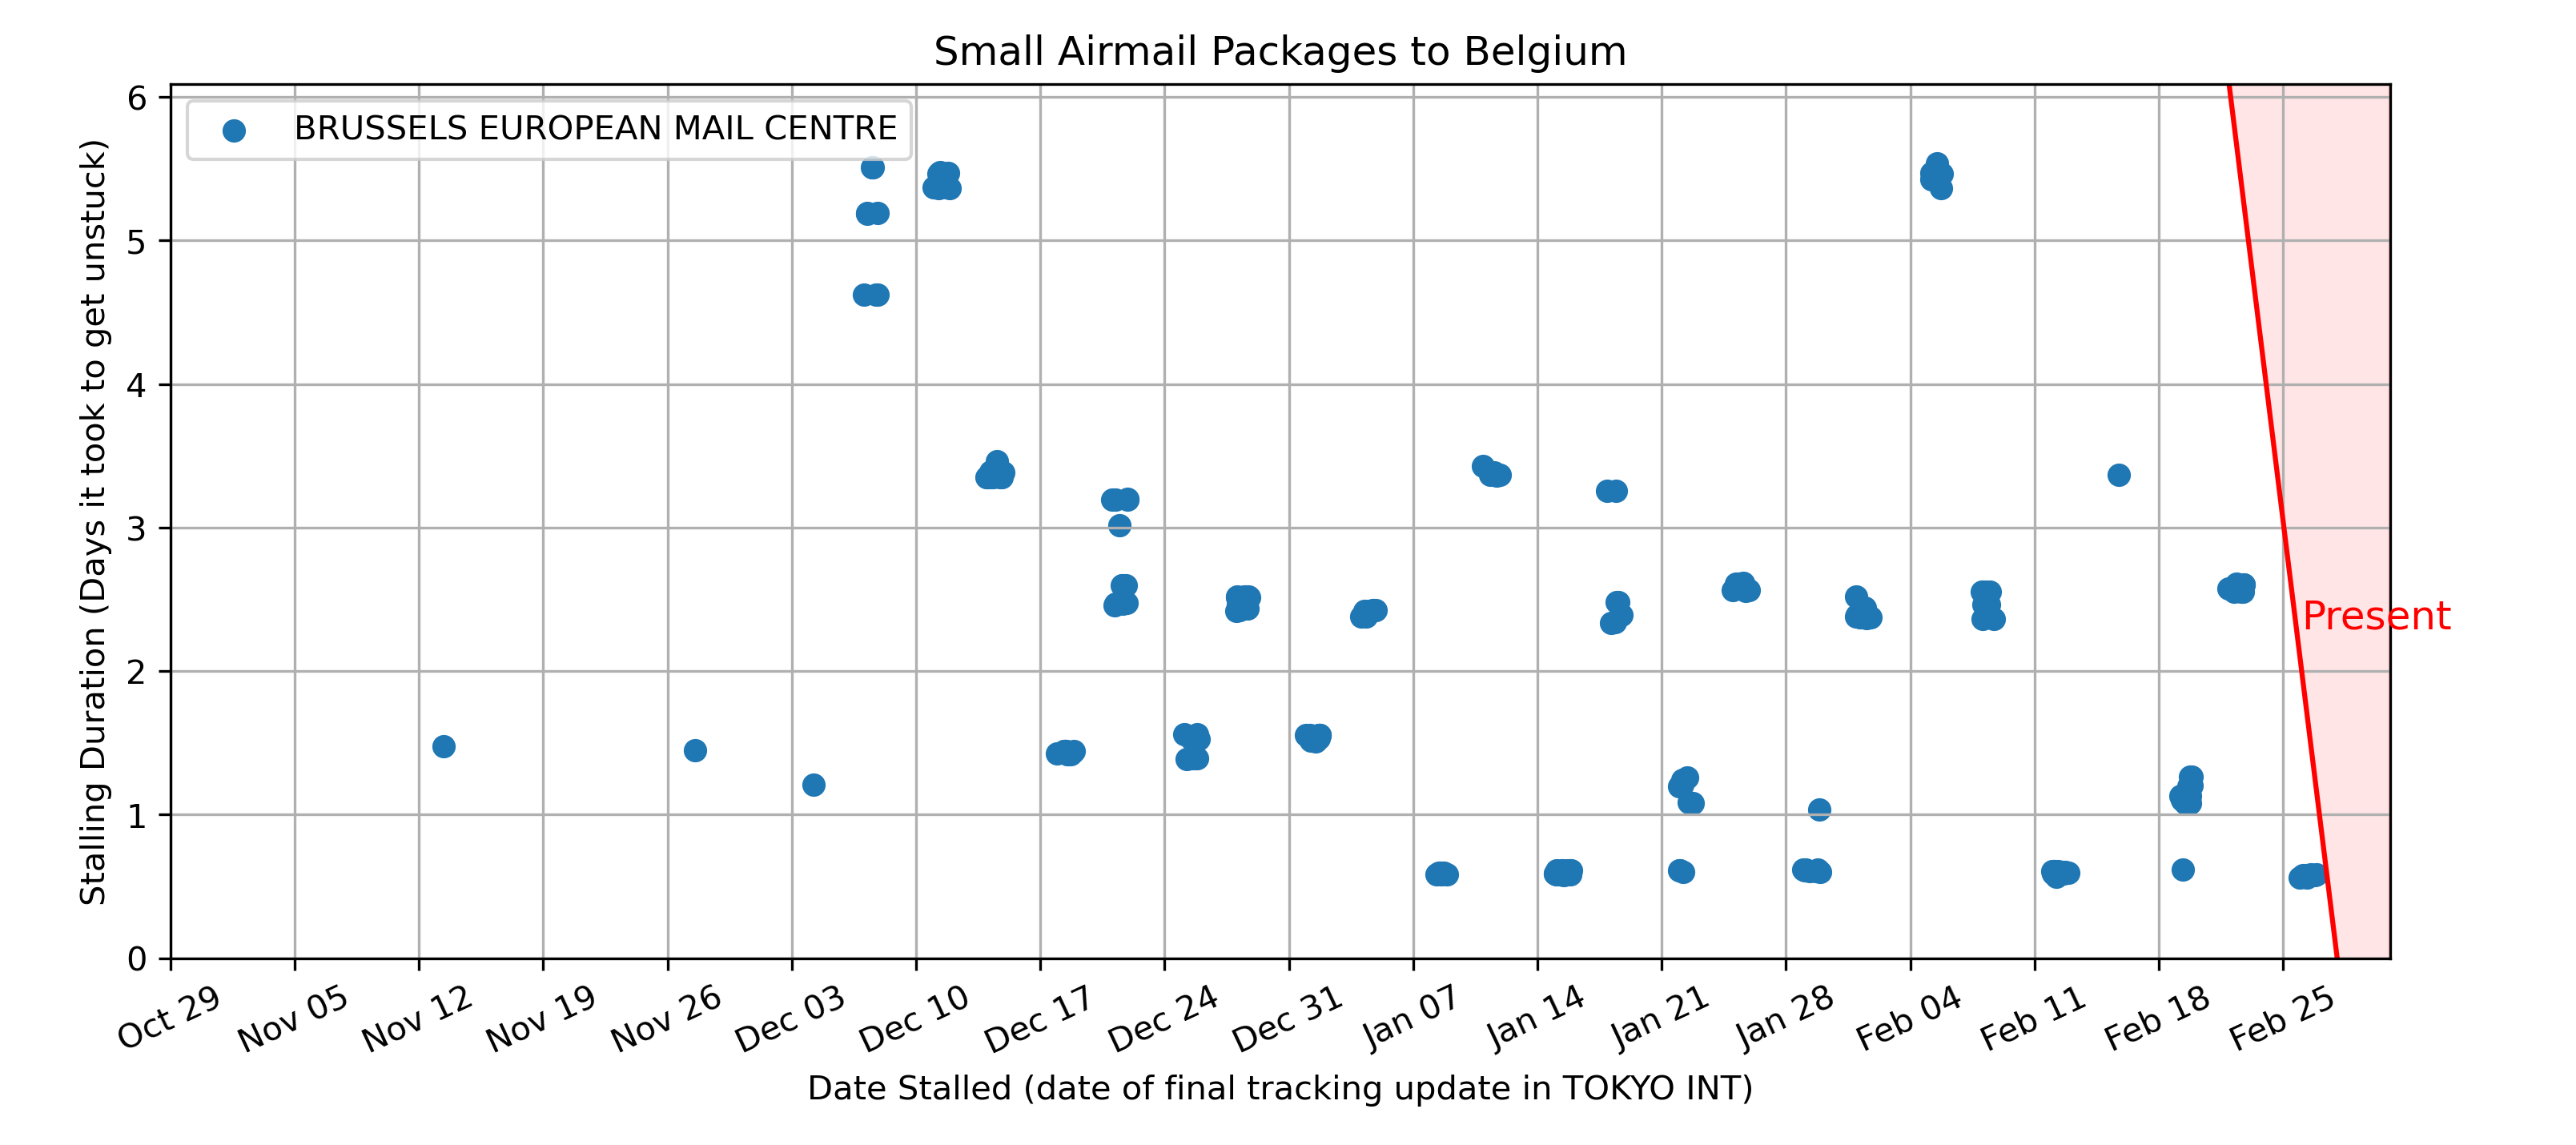 Small Airmail Packages to Belgium
BRUSSELS EUROPEAN MAIL CENTRE
Stalling Duration (Days it took to get unstuck)
6
5
4
3
2
1
0
Present
Oct 29
Nov 05
Nov 12
Nov 19
Nov 26
Dec 03
Dec 10
Dec 17
Dec 24
Dec 31
Jan 07
Jan 14
Jan 21
Jan 28
Feb 04
Feb 11
Feb 18
Feb 25
Date Stalled (date of final tracking update in TOKYO INT)